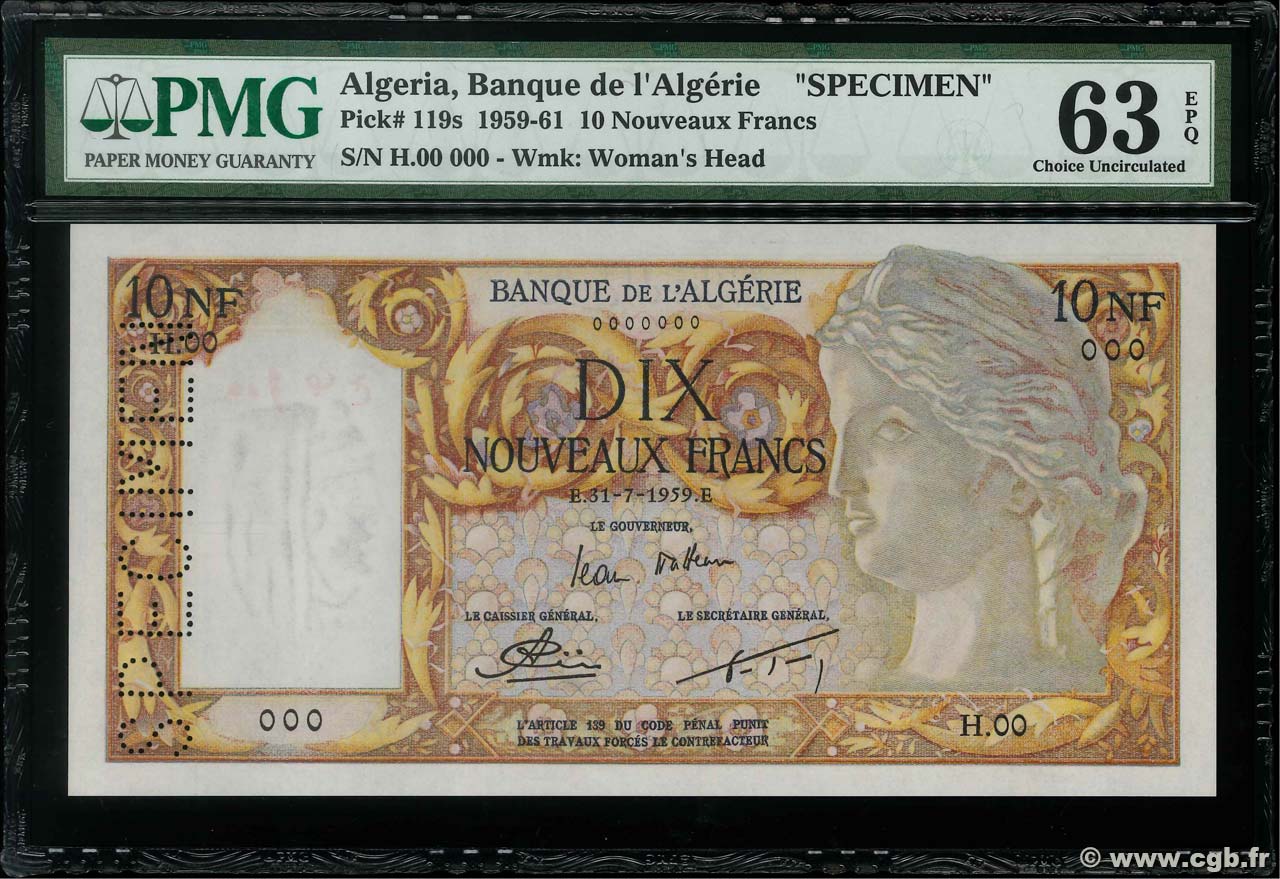 PMG
PAPER MONEY GUARANTY
Algeria, Banque de l'Algérie "SPECIMEN"
Pick# 119s 1959-61 10 Nouveaux Francs
S/N H.00 000 - Wmk: Woman's Head
63
EPQ
Choice Uncirculated
10 NF
BANQUE DE L'ALGÉRIE
10 NF
0000000
H.00
000
DIX
NOUVEAUX FRANCS
E.31-7-1959.E
LE GOUVERNEUR,
LE CAISSIER GÉNÉRAL,
LE SECRÉTAIRE GENÉRAL,
SPECIMEN
000
L'ARTICLE 139 DU CODE PÉNAL PUNIT
DES TRAVAUX FORCÉS LE CONTREFACTEUR
H.00
© www.cgb.fr